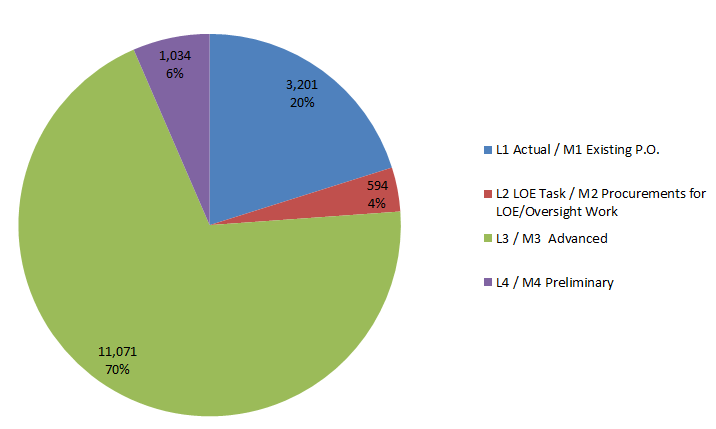 1,034
6%
3,201
20%
594
4%
11,071
70%
L1 Actual / M1 Existing P.O.
L2 LOE Task / M2 Procurements for
LOE/Oversight Work
L3 / M3  Advanced
L4 / M4 Preliminary